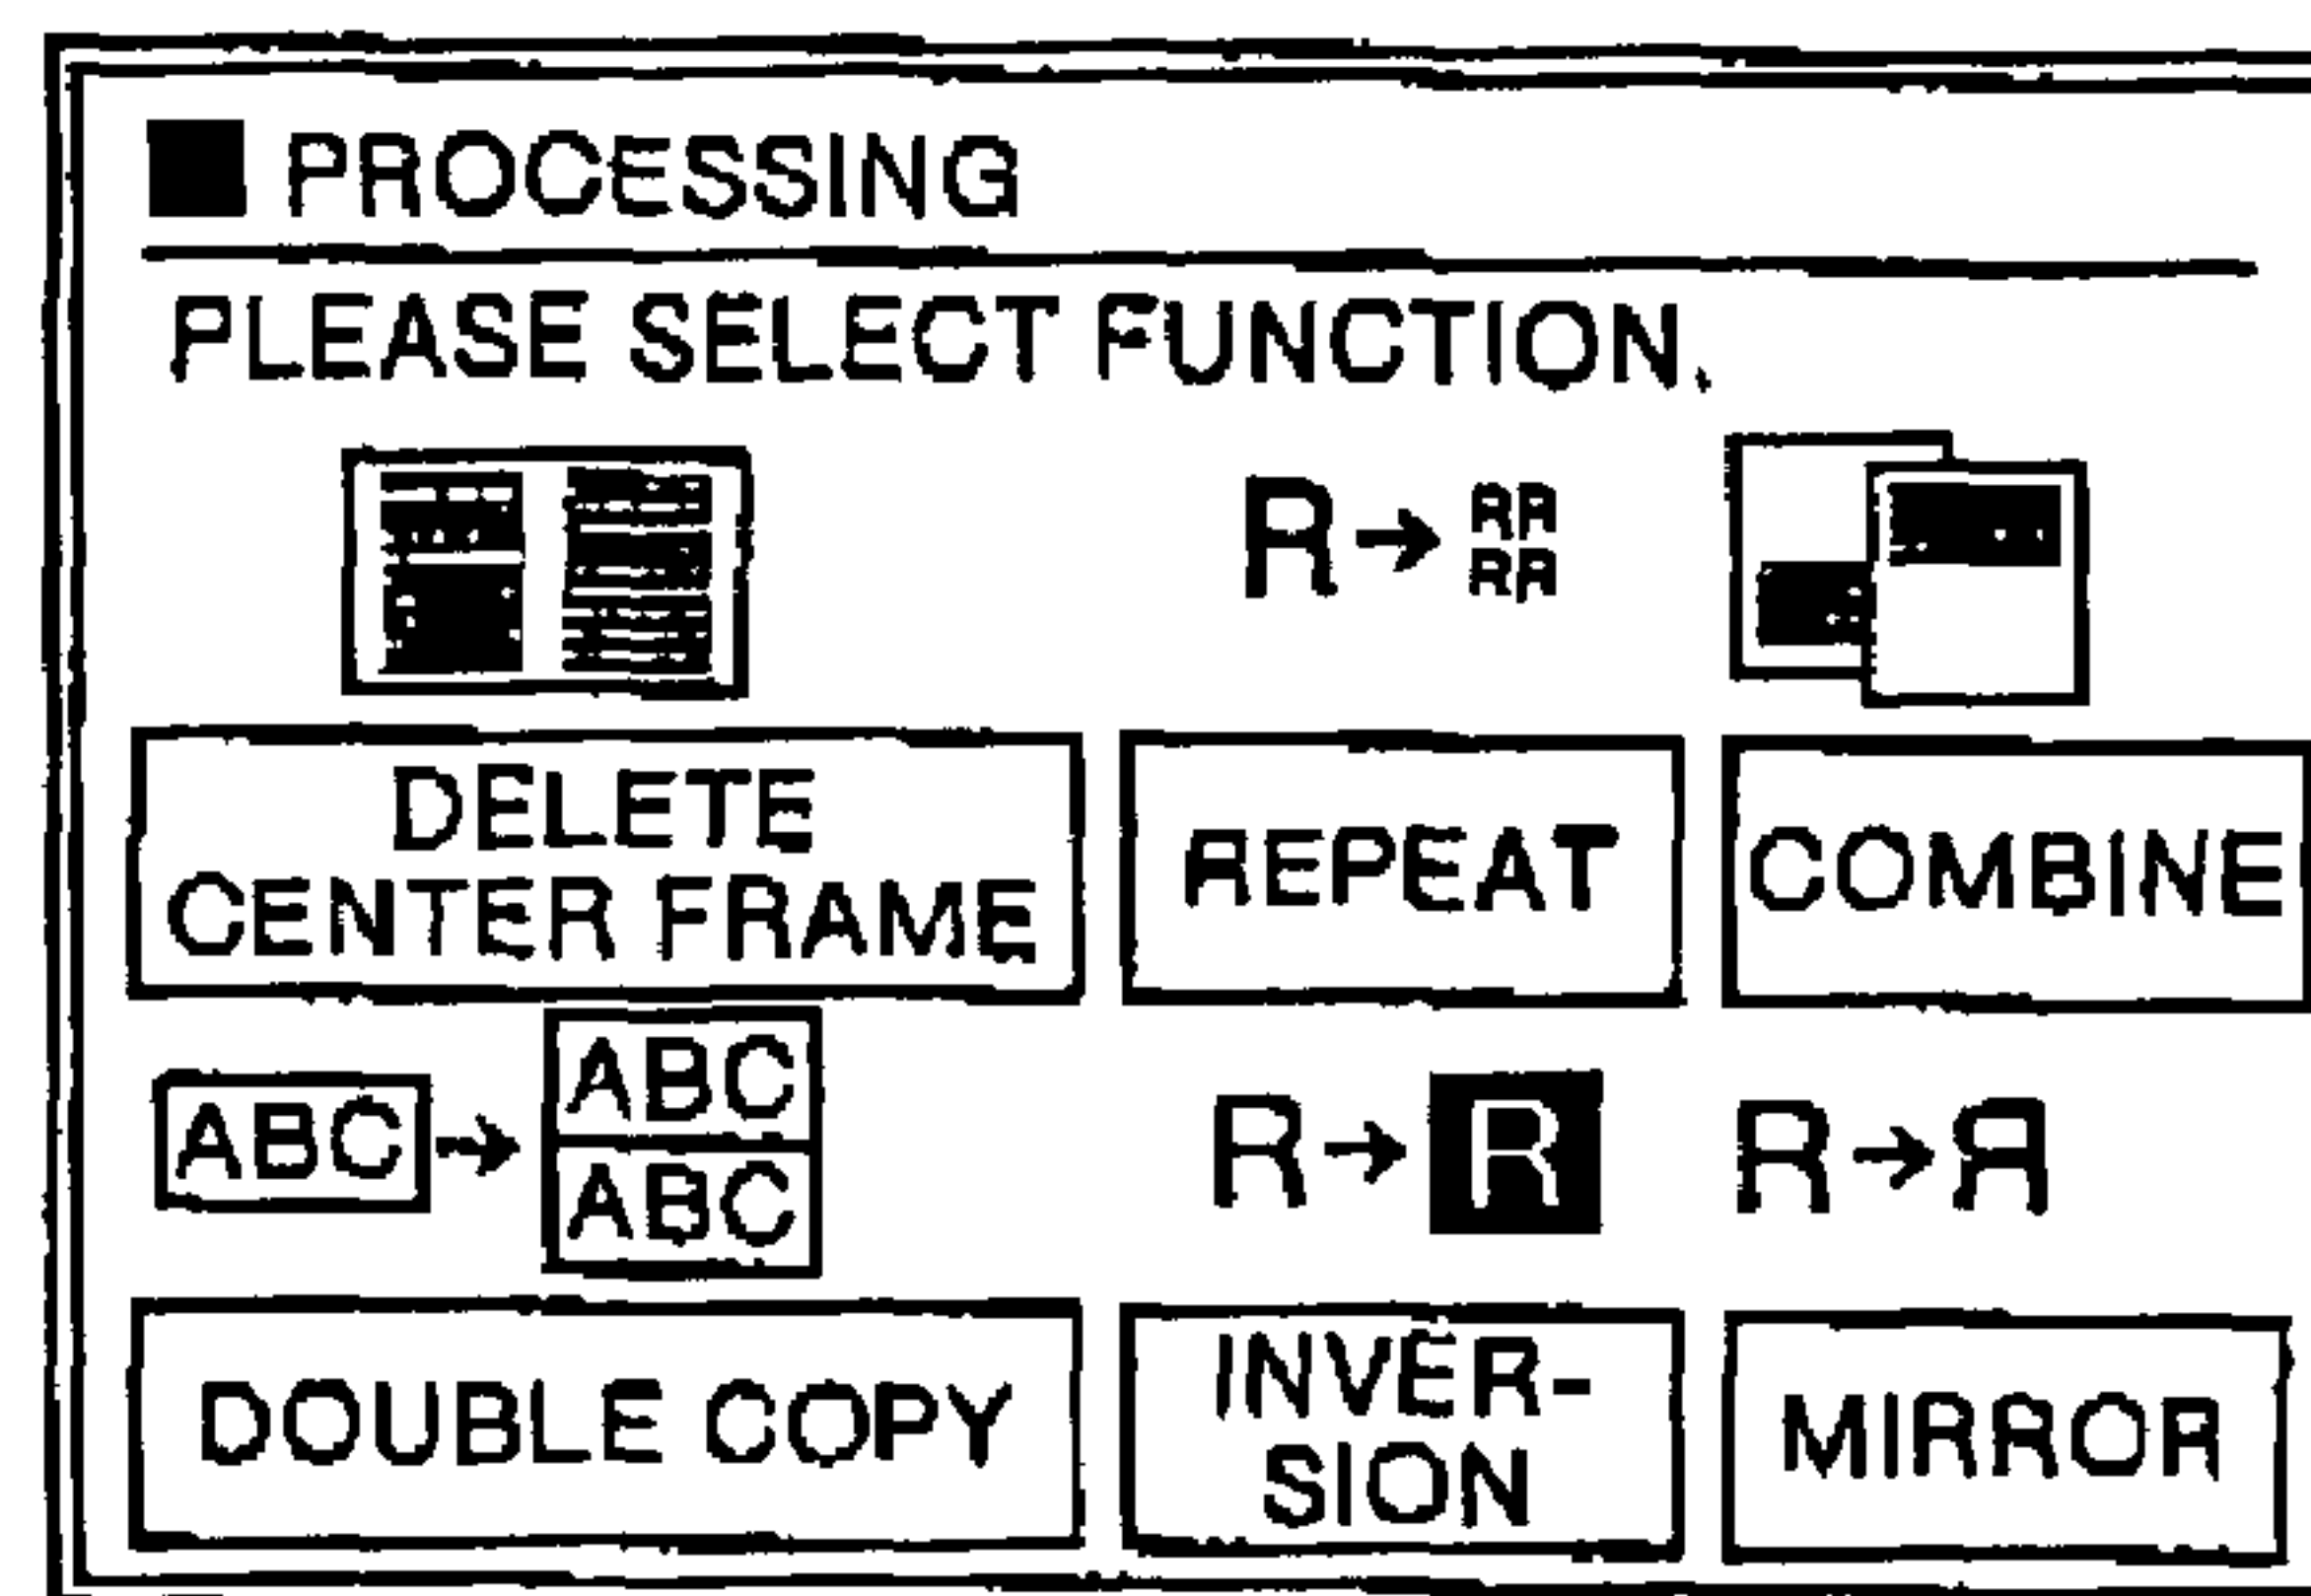 ■ PROCESSING
PLEASE SELECT FUNCTION.
R → RR
RR
DELETE
CENTER FRAME
REPEAT
COMBINE
ABC → ABC
ABC
R → R
R → Я
DOUBLE COPY
INVER-
SION
MIRROR